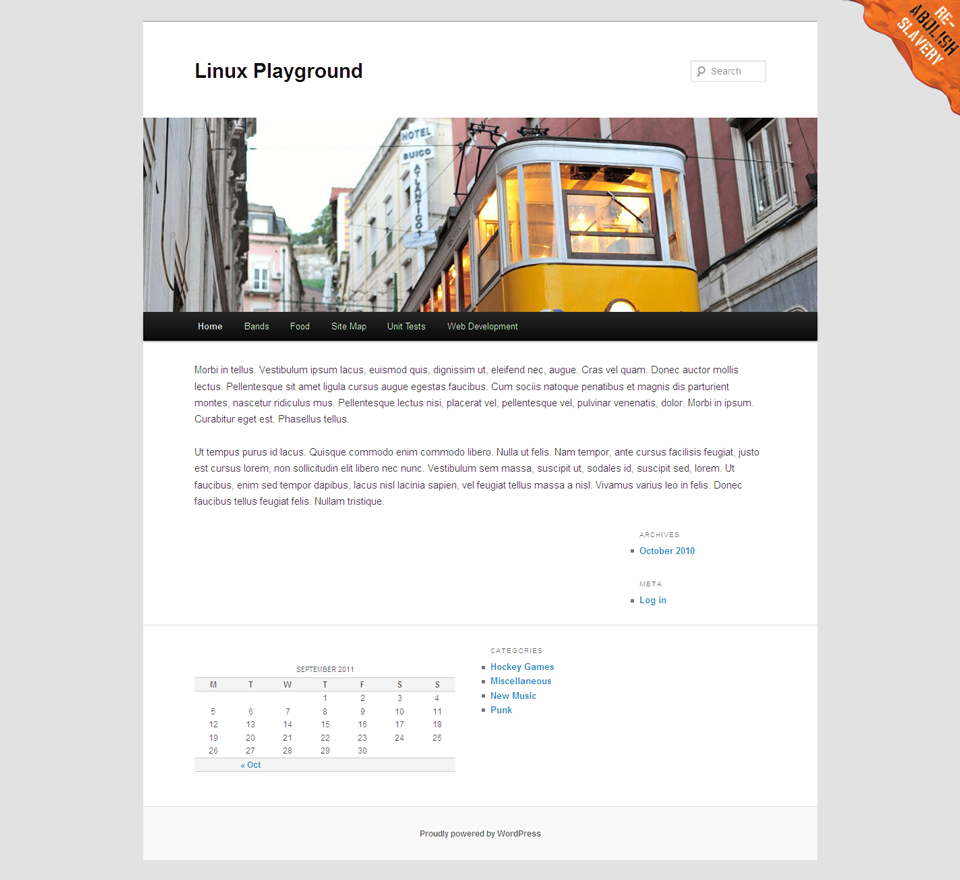 RE-
ABOLISH
SLAVERY
Linux Playground
Search
HOTEL
SUICO
ATLANTICO
Home Bands Food Site Map Unit Tests Web Development
Morbi in tellus. Vestibulum ipsum lacus, euismod quis, dignissim ut, eleifend nec, augue. Cras vel quam. Donec auctor mollis
lectus. Pellentesque sit amet ligula cursus augue egestas faucibus. Cum sociis natoque penatibus et magnis dis parturient
montes, nascetur ridiculus mus. Pellentesque lectus nisi, placerat vel, pellentesque vel, pulvinar venenatis, dolor. Morbi in ipsum.
Curabitur eget est. Phasellus tellus.
Ut tempus purus id lacus. Quisque commodo enim commodo libero. Nulla ut felis. Nam tempor, ante cursus facilisis feugiat, justo
est cursus lorem, non sollicitudin elit libero nec nunc. Vestibulum sem massa, suscipit ut, sodales id, suscipit sed, lorem. Ut
faucibus, enim sed tempor dapibus, lacus nisl lacinia sapien, vel feugiat tellus massa a nisl. Vivamus varius leo in felis. Donec
faucibus tellus feugiat felis. Nullam tristique.
ARCHIVES
October 2010
META
Log in
SEPTEMBER 2011
M T W T F S S
1 2 3 4
5 6 7 8 9 10 11
12 13 14 15 16 17 18
19 20 21 22 23 24 25
26 27 28 29 30
« Oct
CATEGORIES
Hockey Games
Miscellaneous
New Music
Punk
Proudly powered by WordPress